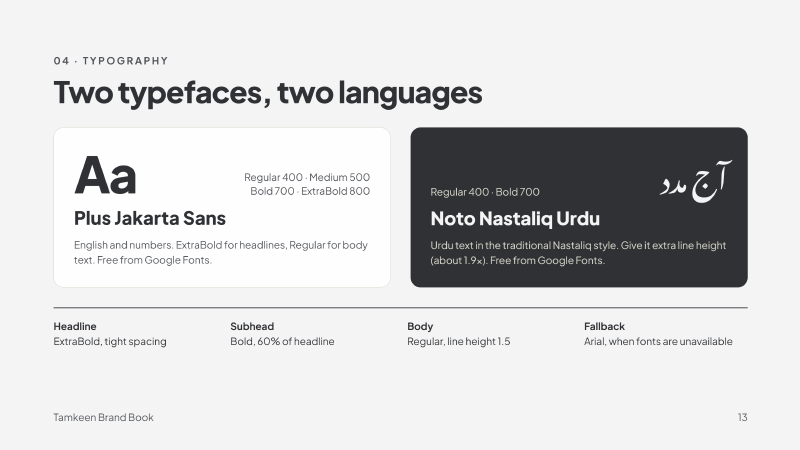 04 · TYPOGRAPHY
Two typefaces, two languages
Aa
Regular 400 · Medium 500
Bold 700 · ExtraBold 800
Plus Jakarta Sans
English and numbers. ExtraBold for headlines, Regular for body
text. Free from Google Fonts.
Regular 400 · Bold 700
آج مدد
Noto Nastaliq Urdu
Urdu text in the traditional Nastaliq style. Give it extra line height
(about 1.9×). Free from Google Fonts.
Headline
ExtraBold, tight spacing
Subhead
Bold, 60% of headline
Body
Regular, line height 1.5
Fallback
Arial, when fonts are unavailable
Tamkeen Brand Book
13